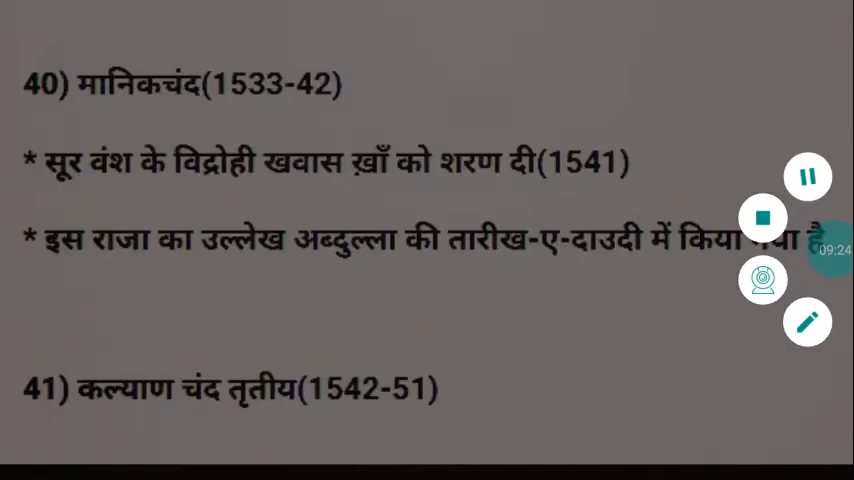 40) मानिकचंद(1533-42)
* सूर वंश के विद्रोही खवास ख़ाँ को शरण दी(1541)
* इस राजा का उल्लेख अब्दुल्ला की तारीख-ए-दाउदी में किया है
09:24
41) कल्याण चंद तृतीय(1542-51)